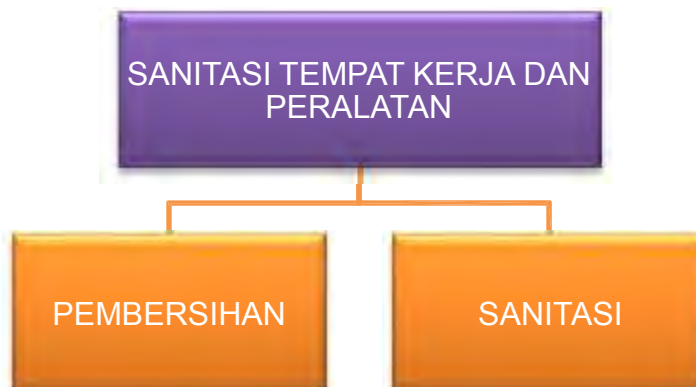 SANITASI TEMPAT KERJA DAN
PERALATAN
PEMBERSIHAN
SANITASI